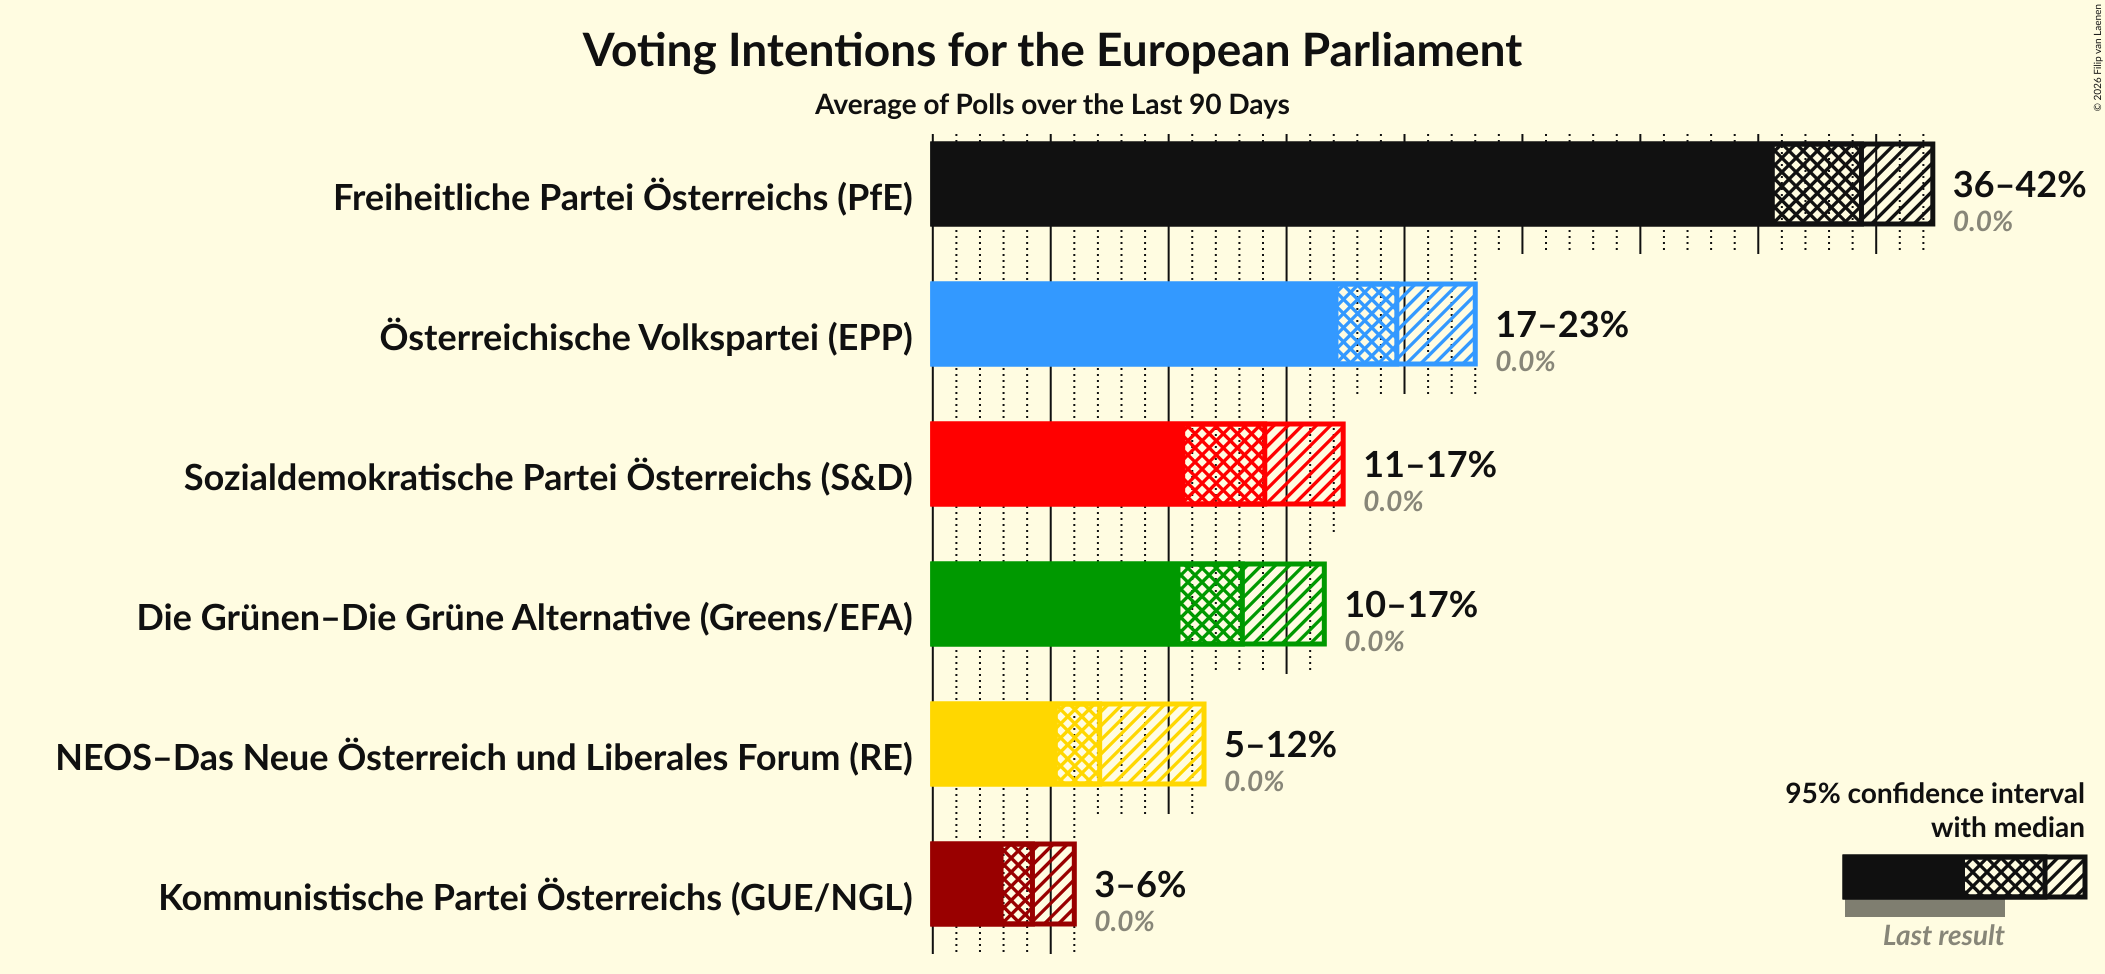 Voting Intentions for the European Parliament
Average of Polls over the Last 90 Days
© 2026 Filip van Laenen
Freiheitliche Partei Österreichs (PfE)
36–42%
0.0%
Österreichische Volkspartei (EPP)
17–23%
0.0%
Sozialdemokratische Partei Österreichs (S&D)
11–17%
0.0%
Die Grünen–Die Grüne Alternative (Greens/EFA)
10–17%
0.0%
NEOS–Das Neue Österreich und Liberales Forum (RE)
5–12%
0.0%
Kommunistische Partei Österreichs (GUE/NGL)
3–6%
0.0%
95% confidence interval
with median
Last result